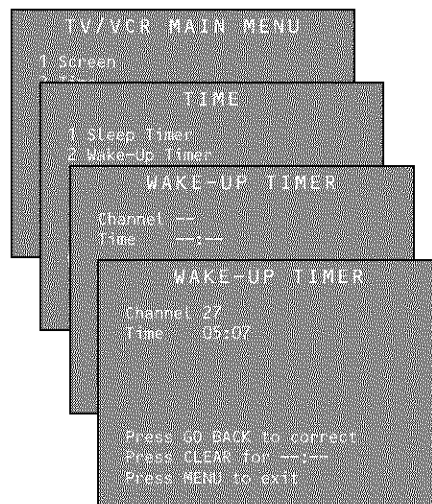 TV/VCR MAIN MENU
1 Screen
2 Time
TIME
1 Sleep Timer
2 Wake-Up Timer
WAKE-UP TIMER
Channel --
Time --:--
WAKE-UP TIMER
Channel 27
Time 05:07
Press GO BACK to correct
Press CLEAR for --:--
Press MENU to exit